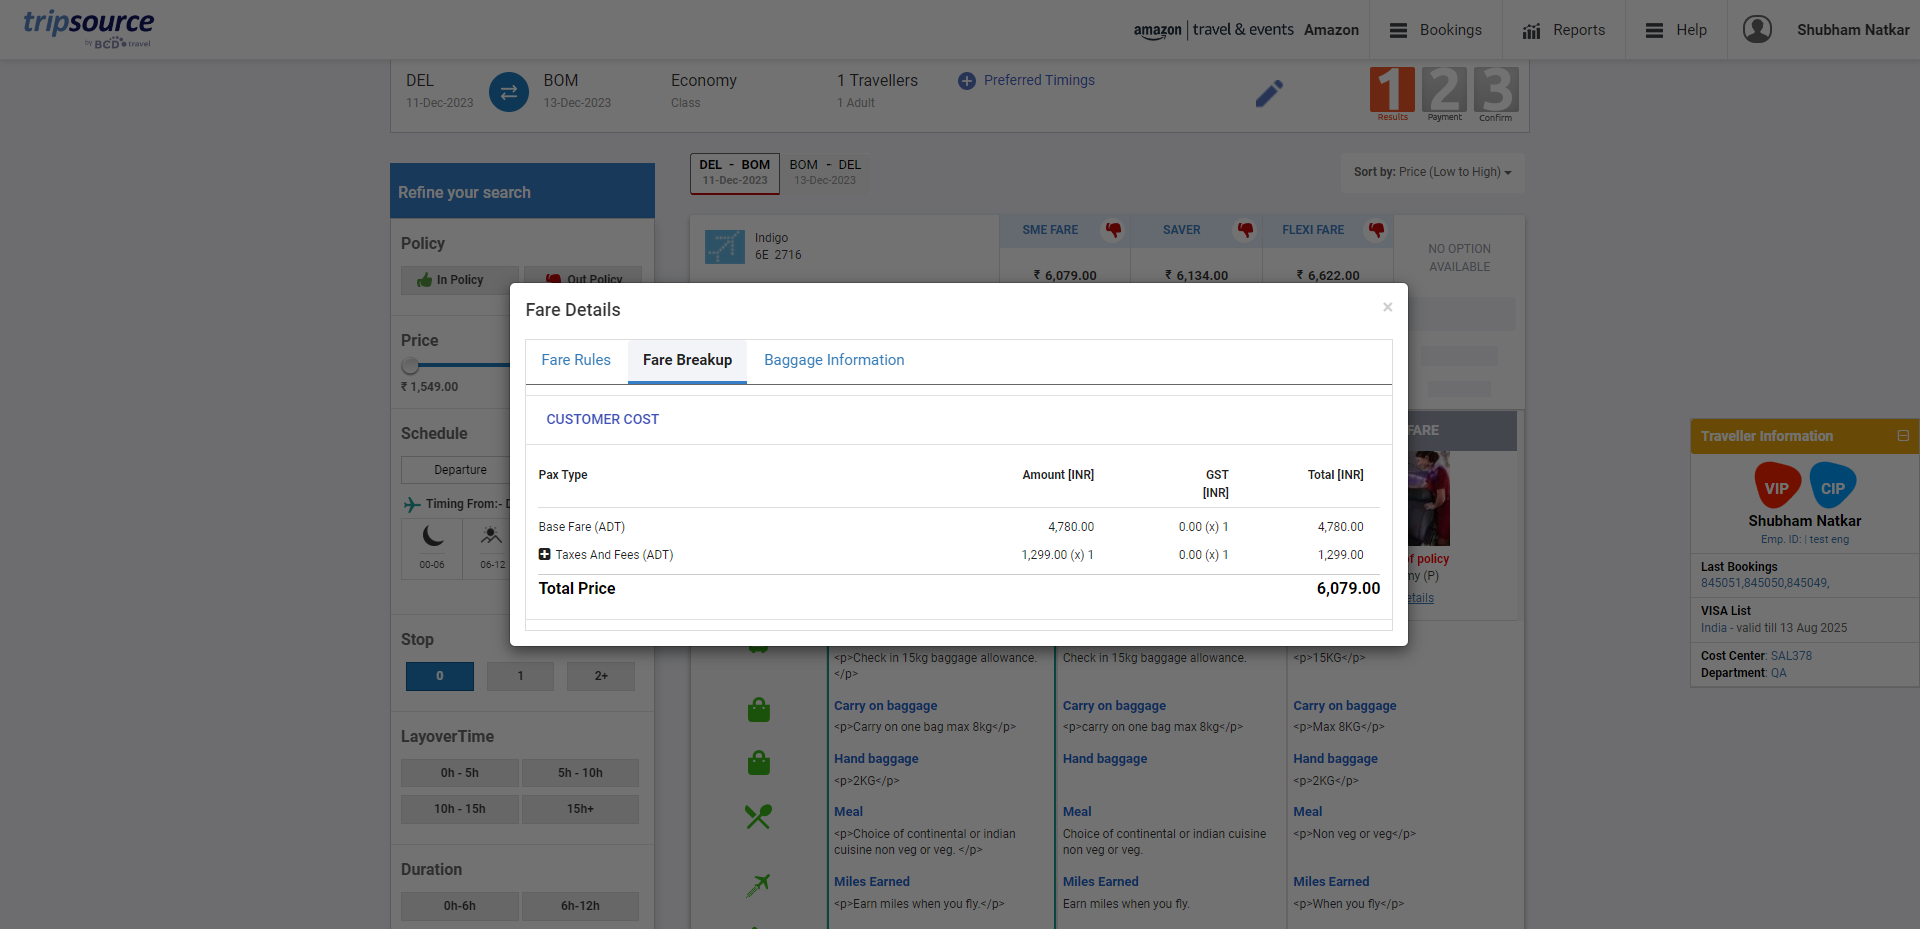 tripsource
by BCD travel
amazon | travel & events Amazon
Bookings
Reports
Help
Shubham Natkar
DEL
11-Dec-2023
BOM
13-Dec-2023
Economy
Class
1 Travellers
1 Adult
Preferred Timings
1 2 3
Results Payment Confirm
Refine your search
Policy
In Policy Out Policy
Price
₹ 1,549.00
Schedule
Departure
Timing From:- D
00-06 06-12
Stop
0 1 2+
LayoverTime
0h - 5h 5h - 10h
10h - 15h 15h+
Duration
0h-6h 6h-12h
DEL - BOM
11-Dec-2023
BOM - DEL
13-Dec-2023
Sort by: Price (Low to High)
Indigo
6E 2716
SME FARE SAVER FLEXI FARE
₹ 6,079.00 ₹ 6,134.00 ₹ 6,622.00
NO OPTION
AVAILABLE
Fare Details
×
Fare Rules Fare Breakup Baggage Information
CUSTOMER COST
Pax Type Amount [INR] GST [INR] Total [INR]
Base Fare (ADT) 4,780.00 0.00 (x) 1 4,780.00
Taxes And Fees (ADT) 1,299.00 (x) 1 0.00 (x) 1 1,299.00
Total Price 6,079.00
FARE
f policy
ny (P)
etails
<p>Check in 15kg baggage allowance.
</p>
Check in 15kg baggage allowance.
<p>15KG</p>
Carry on baggage Carry on baggage Carry on baggage
<p>Carry on one bag max 8kg</p> <p>carry on one bag max 8kg</p> <p>Max 8KG</p>
Hand baggage Hand baggage Hand baggage
<p>2KG</p> <p>2KG</p>
Meal Meal Meal
<p>Choice of continental or indian
cuisine non veg or veg. </p>
Choice of continental or indian cuisine
non veg or veg.
<p>Non veg or veg</p>
Miles Earned Miles Earned Miles Earned
<p>Earn miles when you fly.</p> Earn miles when you fly. <p>When you fly</p>
Traveller Information
VIP CIP
Shubham Natkar
Emp. ID: | test eng
Last Bookings
845051,845050,845049,
VISA List
India - valid till 13 Aug 2025
Cost Center: SAL378
Department: QA